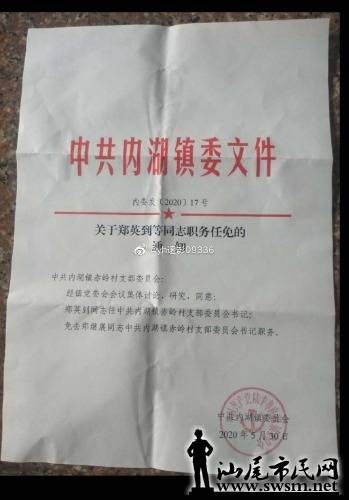 中共内湖镇委文件
内委发〔2020〕17号
关于郑英到等同志职务任免的
通 知
中共内湖镇赤岭村支部委员会:
经镇党委会会议集体讨论,研究,同意:
郑英到同志任中共内湖镇赤岭村支部委员会书记;
免去郑继展同志中共内湖镇赤岭村支部委员会书记职务。
中共内湖镇委员会
2020年5月30日
汕尾市民网
www.swsm.net